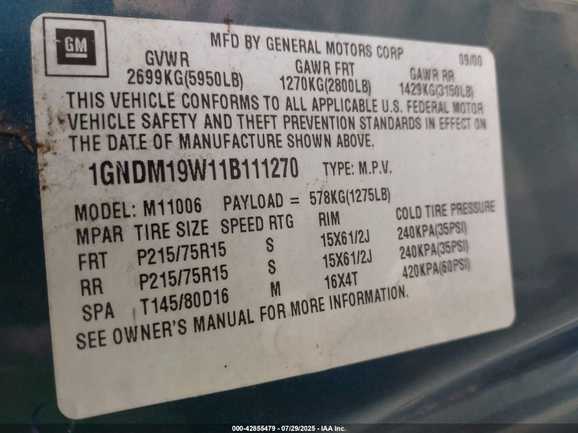 GM
MFD BY GENERAL MOTORS CORP 09/00
GVWR GAWR FRT GAWR RR
2699KG(5950LB) 1270KG(2800LB) 1429KG(3150LB)
THIS VEHICLE CONFORMS TO ALL APPLICABLE U.S. FEDERAL MOTOR
VEHICLE SAFETY AND THEFT PREVENTION STANDARDS IN EFFECT ON
THE DATE OF MANUFACTURE SHOWN ABOVE.
1GNDM19W11B111270 TYPE: M.P.V.
MODEL: M11006 PAYLOAD = 578KG(1275LB)
MPAR TIRE SIZE SPEED RTG RIM COLD TIRE PRESSURE
FRT P215/75R15 S 15X61/2J 240KPA(35PSI)
RR P215/75R15 S 15X61/2J 240KPA(35PSI)
SPA T145/80D16 M 16X4T 420KPA(60PSI)
SEE OWNER'S MANUAL FOR MORE INFORMATION.
000-42855479 - 07/29/2025 - IAA Inc.